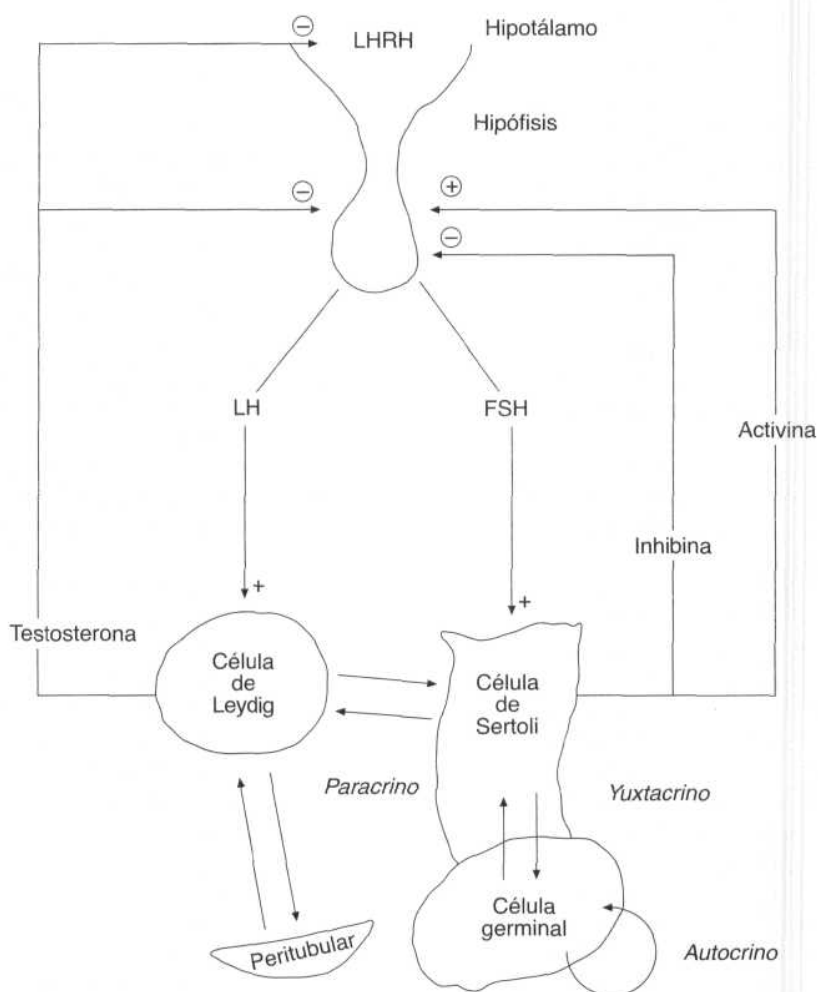 LHRH
Hipotálamo
Hipófisis
LH
FSH
Activina
Inhibina
Testosterona
Célula
de
Leydig
Célula
de
Sertoli
Paracrino
Yuxtacrino
Célula
germinal
Peritubular
Autocrino